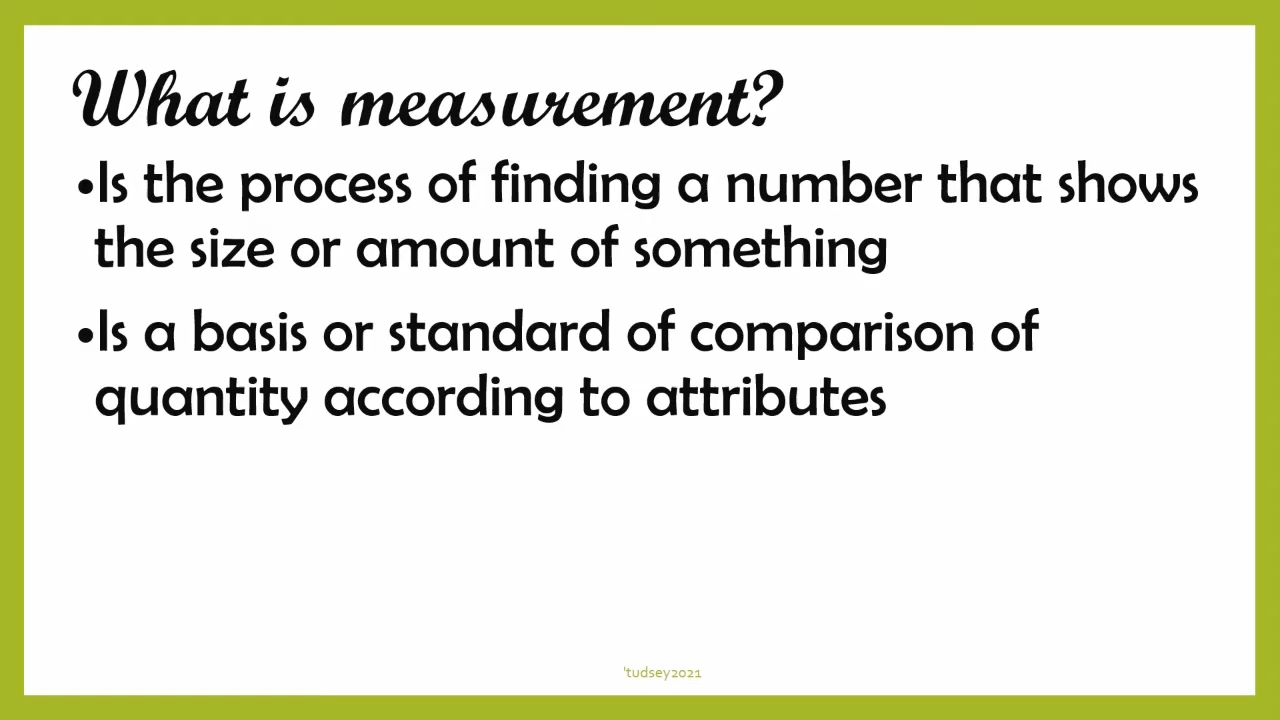 What is measurement?
•Is the process of finding a number that shows
the size or amount of something
•Is a basis or standard of comparison of
quantity according to attributes
'tudsey2021